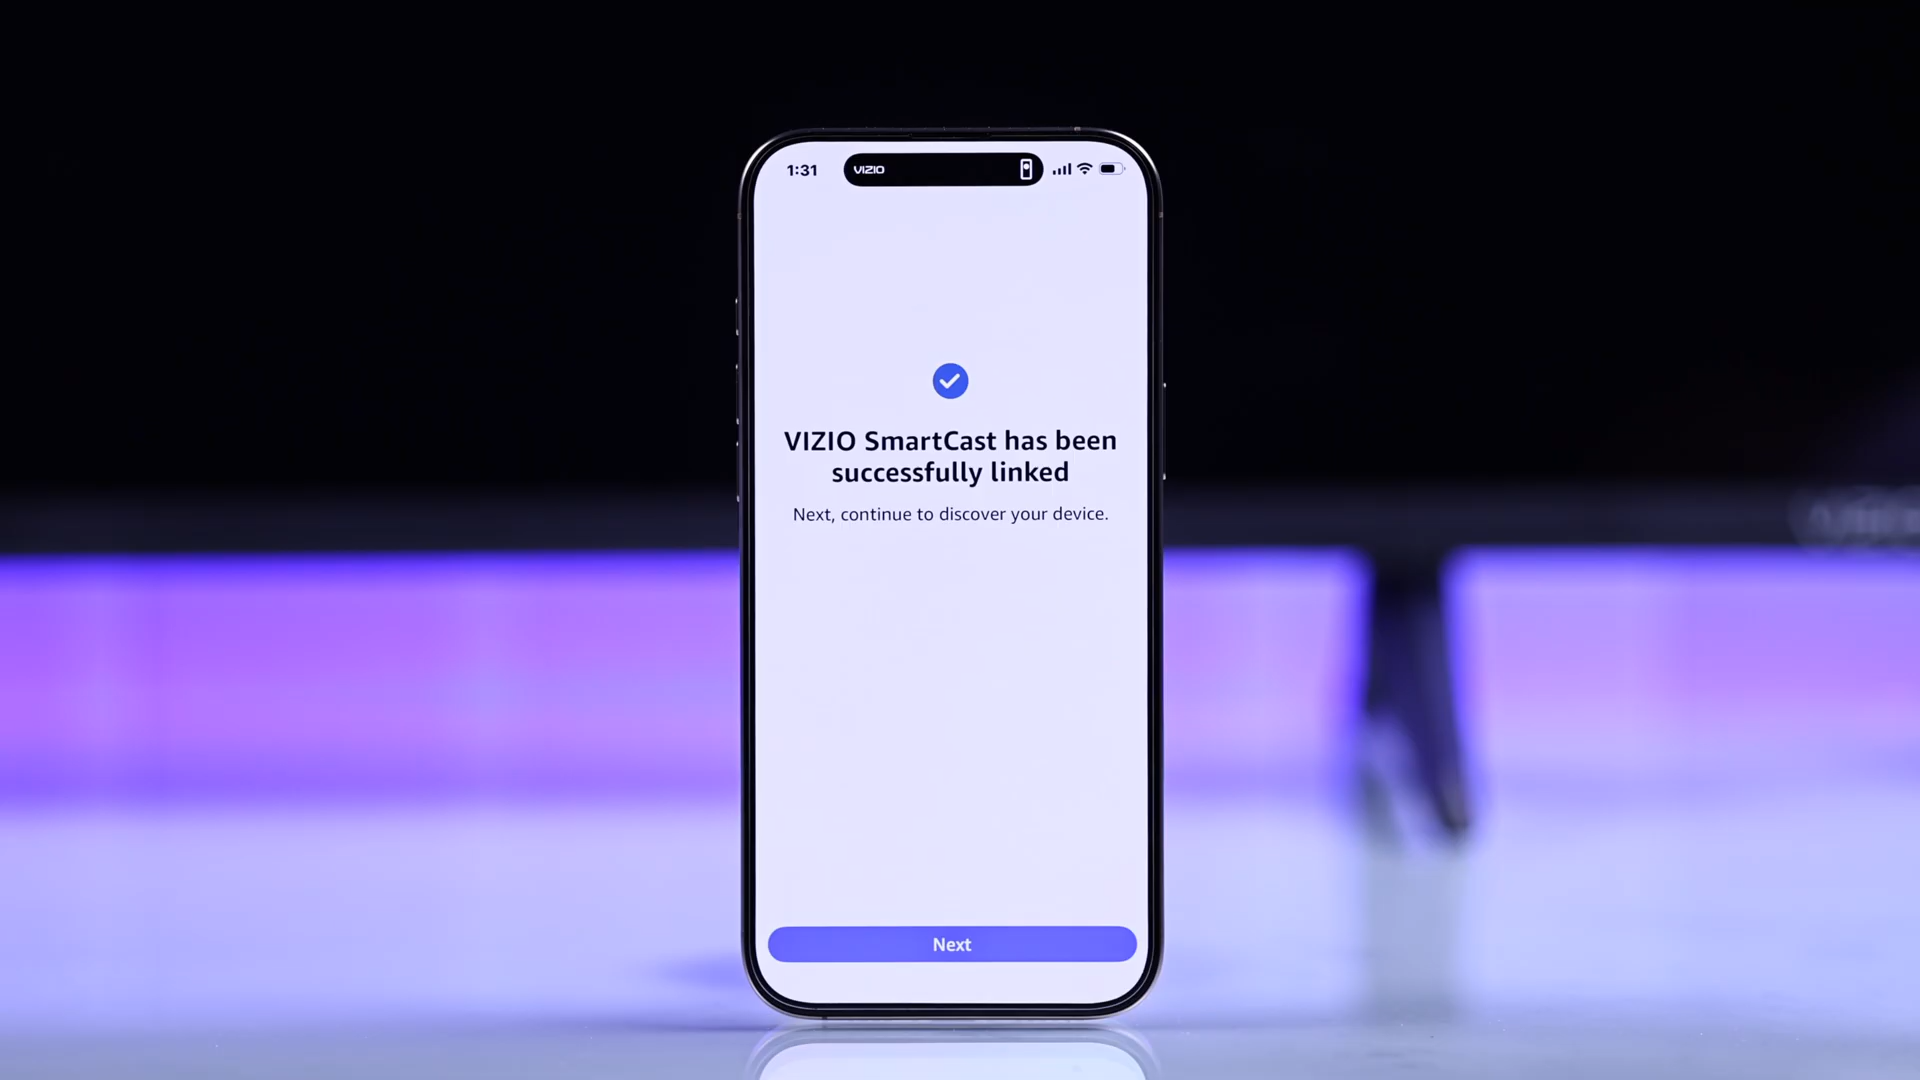 1:31
VIZIO
VIZIO SmartCast has been
successfully linked
Next, continue to discover your device.
Next